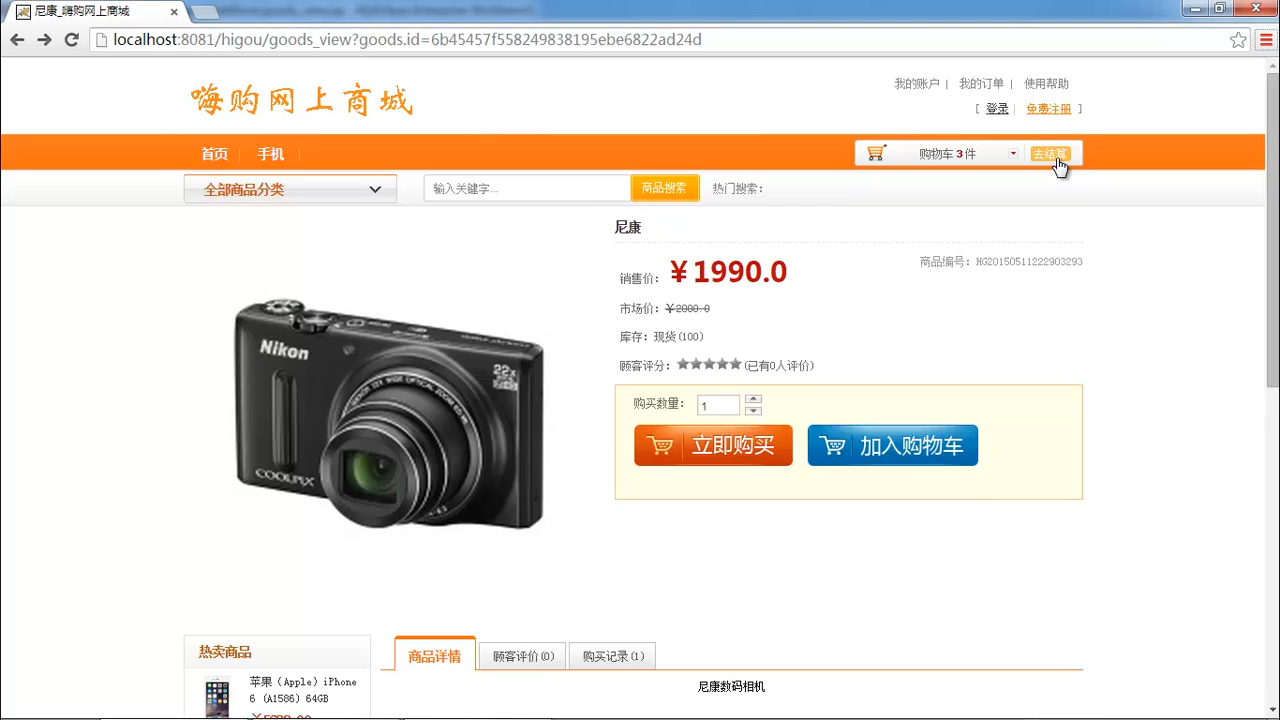 尼康_嗨购网上商城
localhost:8081/higou/goods_view?goods.id=6b45457f558249833195ebe6822ad24d
嗨购网上商城
我的账户 | 我的订单 | 使用帮助
[ 登录 | 免费注册 ]
首页 手机
购物车 3 件 去结算
全部商品分类
输入关键字...
商品搜索
热门搜索:
尼康
销售价: ¥1990.0
商品编号: HG20150511222903293
市场价: ¥2000.0
库存: 现货(100)
顾客评分: (已有0人评价)
购买数量: 1
立即购买 加入购物车
Nikon
22x
COOLPIX
热卖商品
商品详情 顾客评价(0) 购买记录(1)
苹果（Apple）iPhone
6 (A1586) 64GB
尼康数码相机